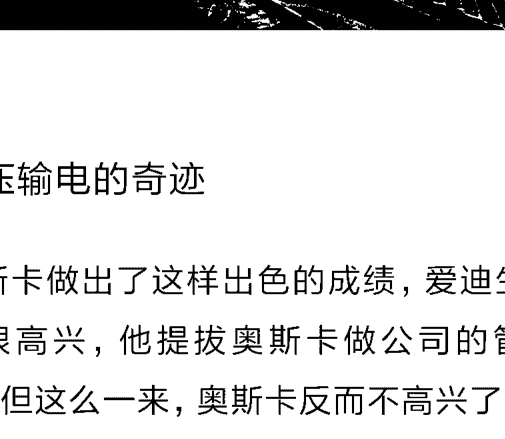 压输电的奇迹
斯卡做出了这样出色的成绩，爱迪生
很高兴，他提拔奥斯卡做公司的管
但这么一来，奥斯卡反而不高兴了